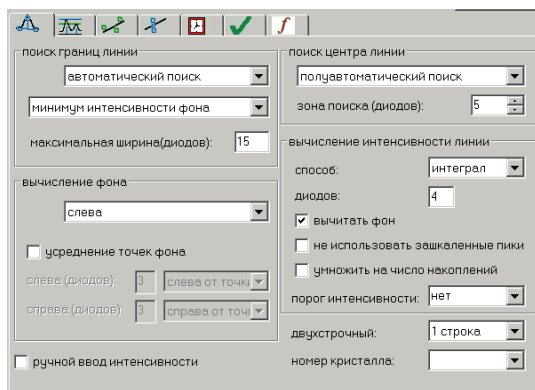 f
поиск границ линии
автоматический поиск
минимум интенсивности фона
максимальная ширина(диодов): 15
вычисление фона
слева
усреднение точек фона
слева (диодов): 3 слева от точки
справа (диодов): 3 справа от точ
ручной ввод интенсивности
поиск центра линии
полуавтоматический поиск
зона поиска (диодов): 5
вычисление интенсивности линии
способ: интеграл
диодов: 4
вычитать фон
не использовать зашкаленные пики
умножить на число накоплений
порог интенсивности: нет
двухстрочный: 1 строка
номер кристалла: